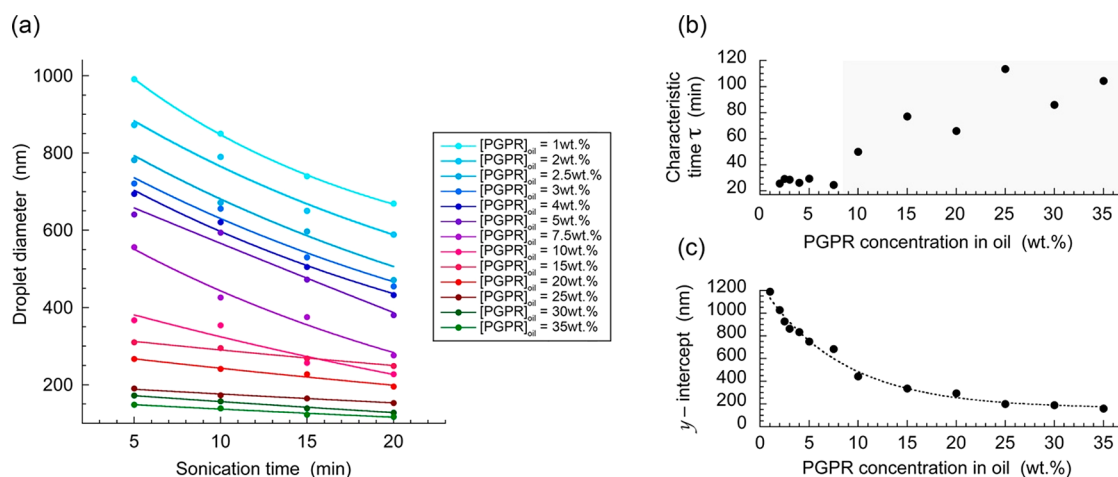 (a)
1000
800
600
400
200
5
10
15
20
Droplet diameter (nm)
Sonication time (min)
[PGPR]oil = 1wt.%
[PGPR]oil = 2wt.%
[PGPR]oil = 2.5wt.%
[PGPR]oil = 3wt.%
[PGPR]oil = 4wt.%
[PGPR]oil = 5wt.%
[PGPR]oil = 7.5wt.%
[PGPR]oil = 10wt.%
[PGPR]oil = 15wt.%
[PGPR]oil = 20wt.%
[PGPR]oil = 25wt.%
[PGPR]oil = 30wt.%
[PGPR]oil = 35wt.%
(b)
Characteristic
time τ (min)
120
100
80
60
40
20
0 5 10 15 20 25 30 35
PGPR concentration in oil (wt.%)
(c)
y – intercept (nm)
1200
1000
800
600
400
200
0
0 5 10 15 20 25 30 35
PGPR concentration in oil (wt.%)